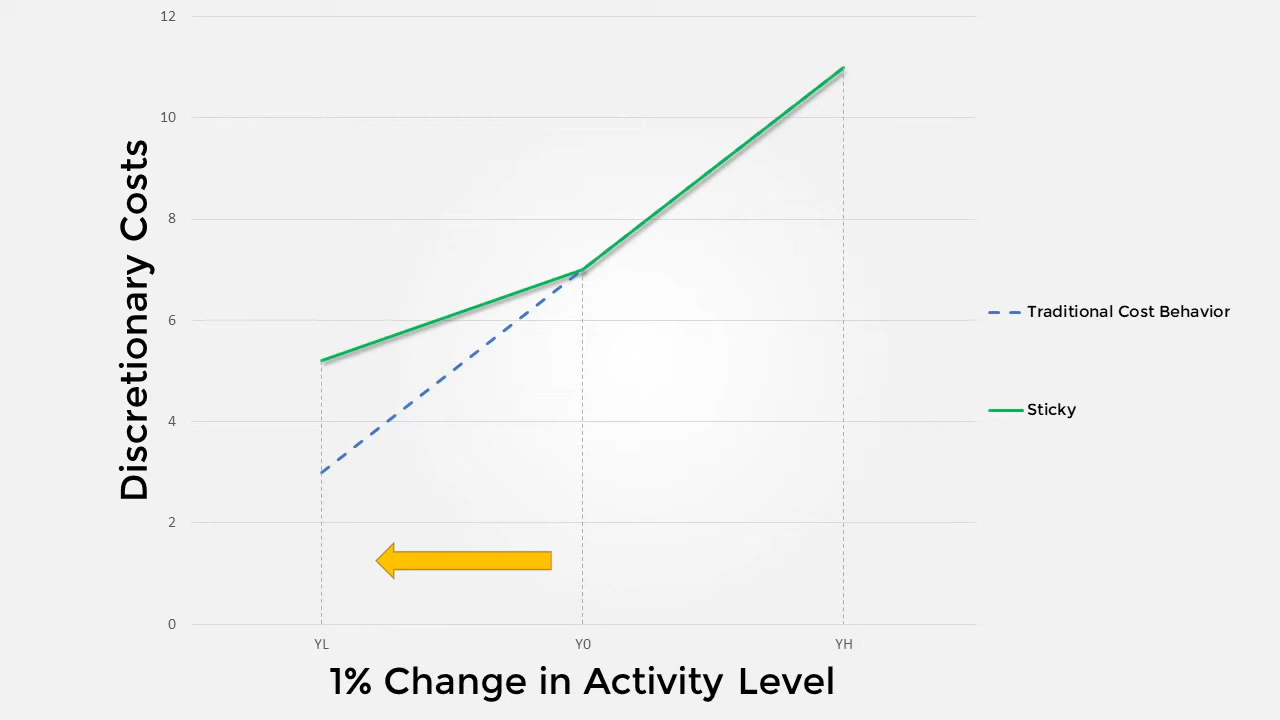 12
10
8
6
4
2
0
Discretionary Costs
YL
Y0
YH
1% Change in Activity Level
Traditional Cost Behavior
Sticky